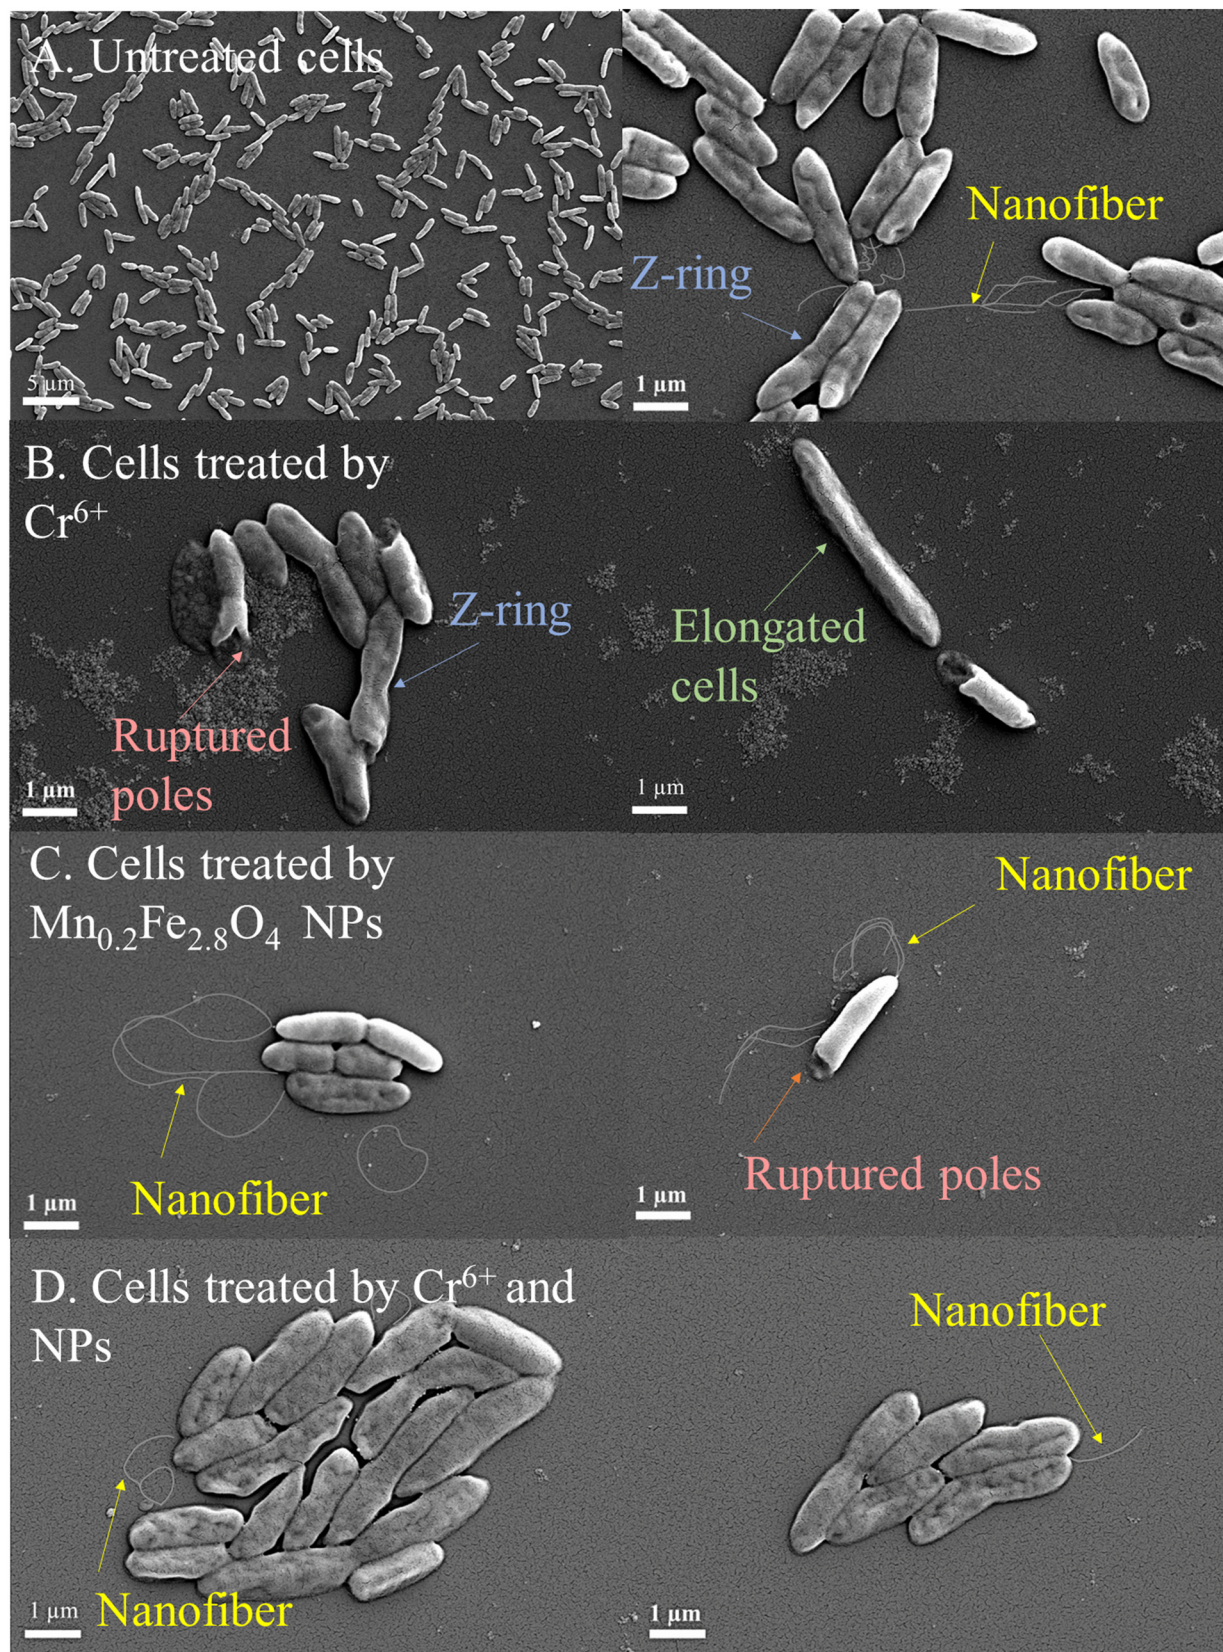 A. Untreated cells
5 µm
Nanofiber
Z-ring
1 µm
B. Cells treated by
Cr⁶⁺
Z-ring
Ruptured
poles
1 µm
Elongated
cells
1 µm
C. Cells treated by
Mn₀.₂Fe₂.₈O₄ NPs
Nanofiber
1 µm
Nanofiber
Ruptured poles
1 µm
D. Cells treated by Cr⁶⁺ and
NPs
Nanofiber
1 µm
Nanofiber
1 µm